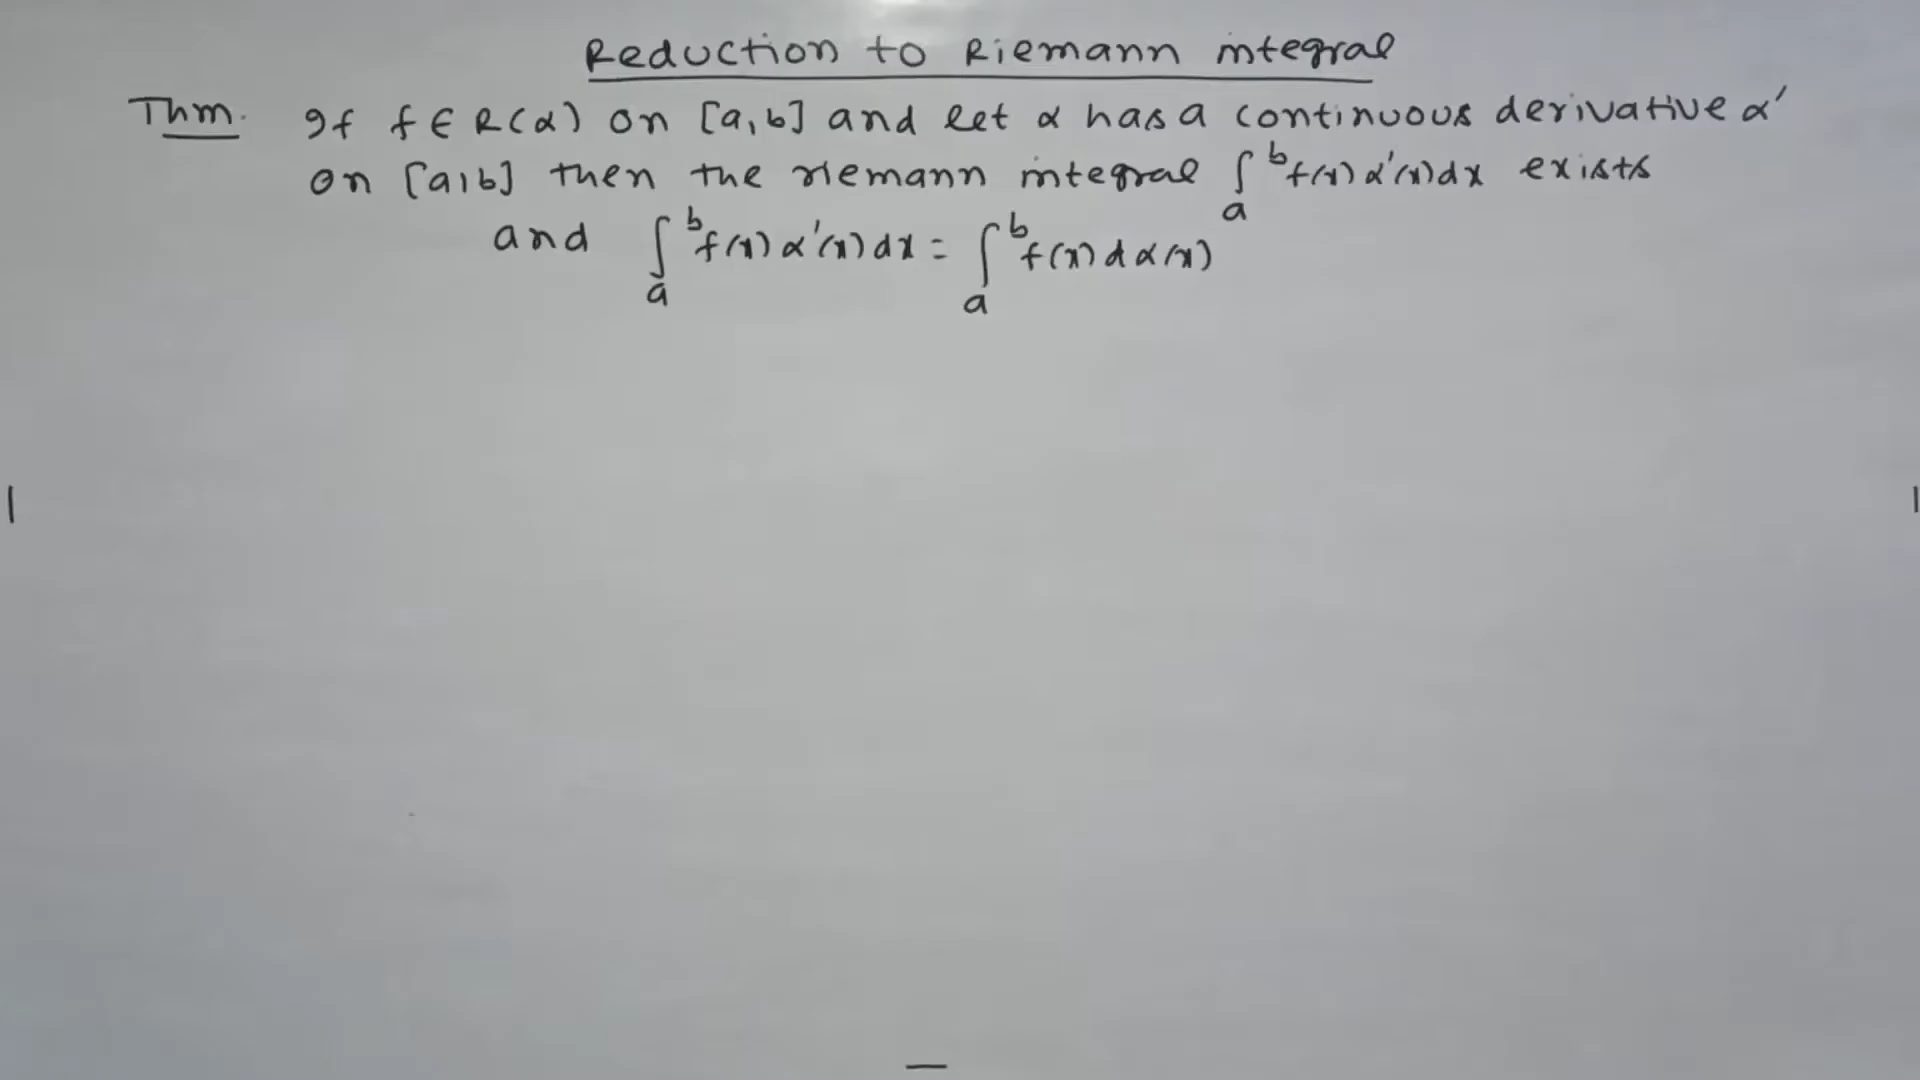 Reduction to Riemann integral
Thm. If f ∈ R(α) on [a,b] and let α has a continuous derivative α'
on [a,b] then the riemann integral ∫_a^b f(x) α'(x) dx exists
and ∫_a^b f(x) α'(x) dx = ∫_a^b f(x) d α(x)